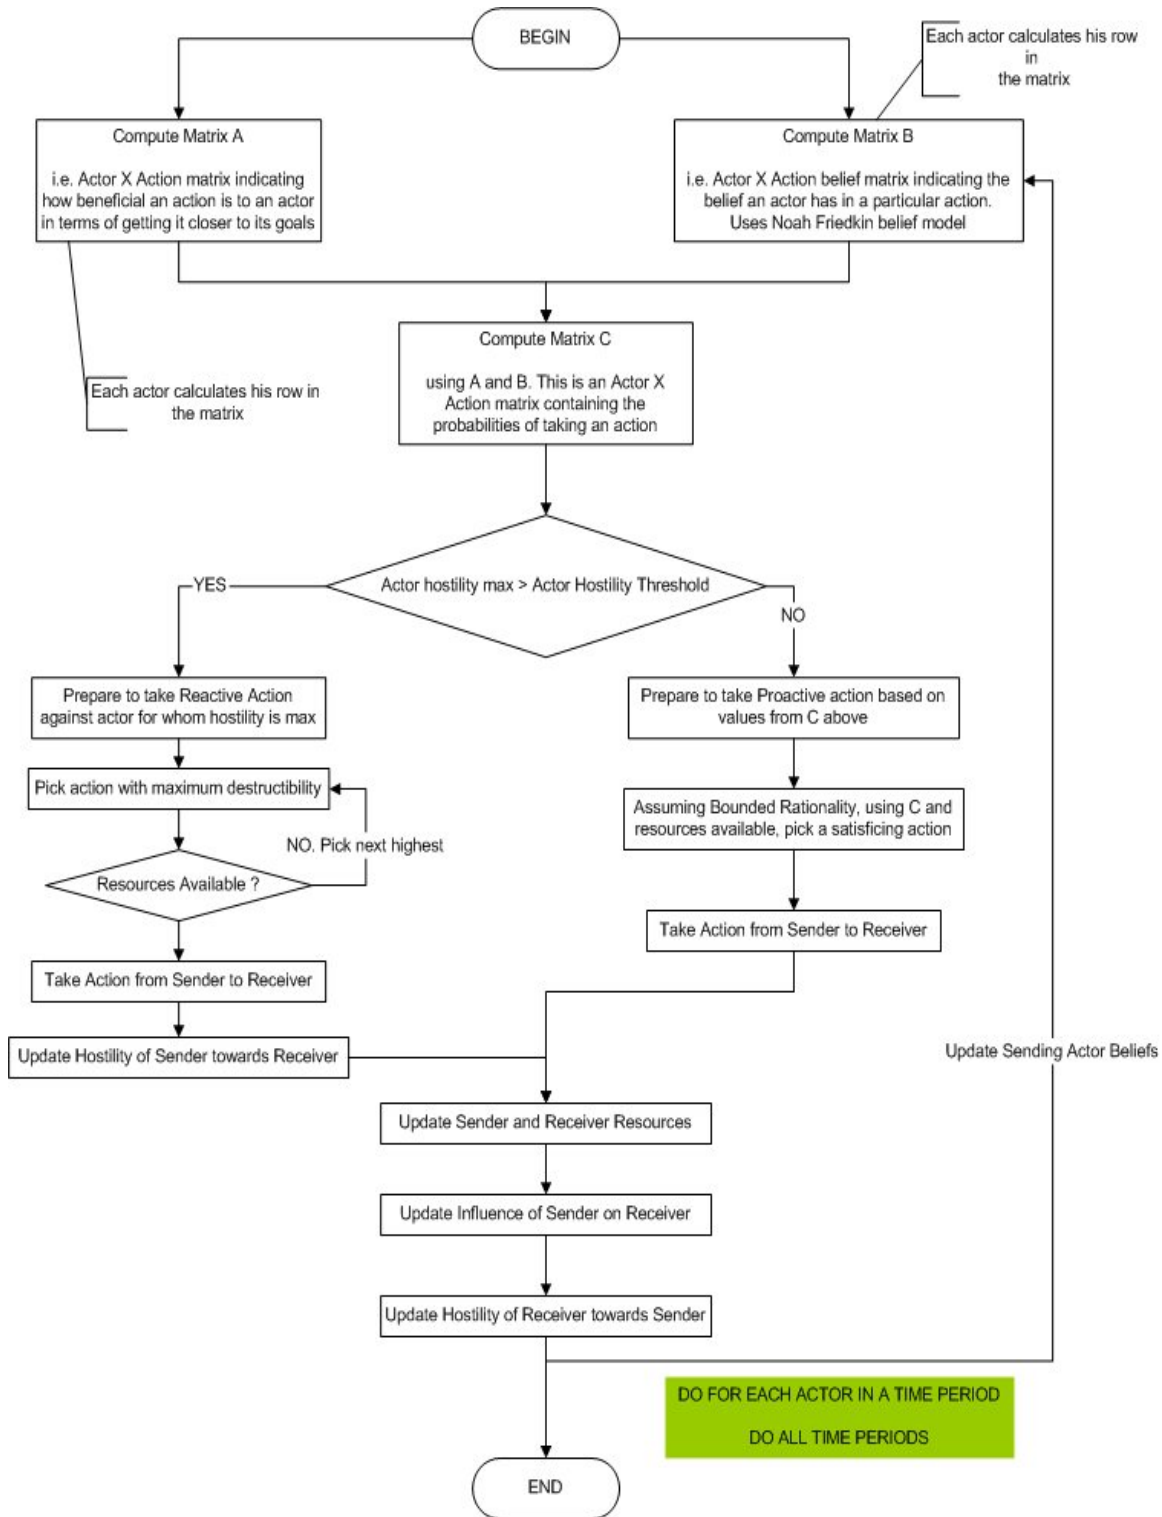 BEGIN
Each actor calculates his row
in
the matrix
Compute Matrix A
i.e. Actor X Action matrix indicating
how beneficial an action is to an actor
in terms of getting it closer to its goals
Compute Matrix B
i.e. Actor X Action belief matrix indicating the
belief an actor has in a particular action.
Uses Noah Friedkin belief model
Compute Matrix C
using A and B. This is an Actor X
Action matrix containing the
probabilities of taking an action
Each actor calculates his row in
the matrix
Actor hostility max > Actor Hostility Threshold
YES
NO
Prepare to take Reactive Action
against actor for whom hostility is max
Prepare to take Proactive action based on
values from C above
Pick action with maximum destructibility
Assuming Bounded Rationality, using C and
resources available, pick a satisficing action
NO. Pick next highest
Resources Available ?
Take Action from Sender to Receiver
Take Action from Sender to Receiver
Update Hostility of Sender towards Receiver
Update Sending Actor Beliefs
Update Sender and Receiver Resources
Update Influence of Sender on Receiver
Update Hostility of Receiver towards Sender
DO FOR EACH ACTOR IN A TIME PERIOD
DO ALL TIME PERIODS
END